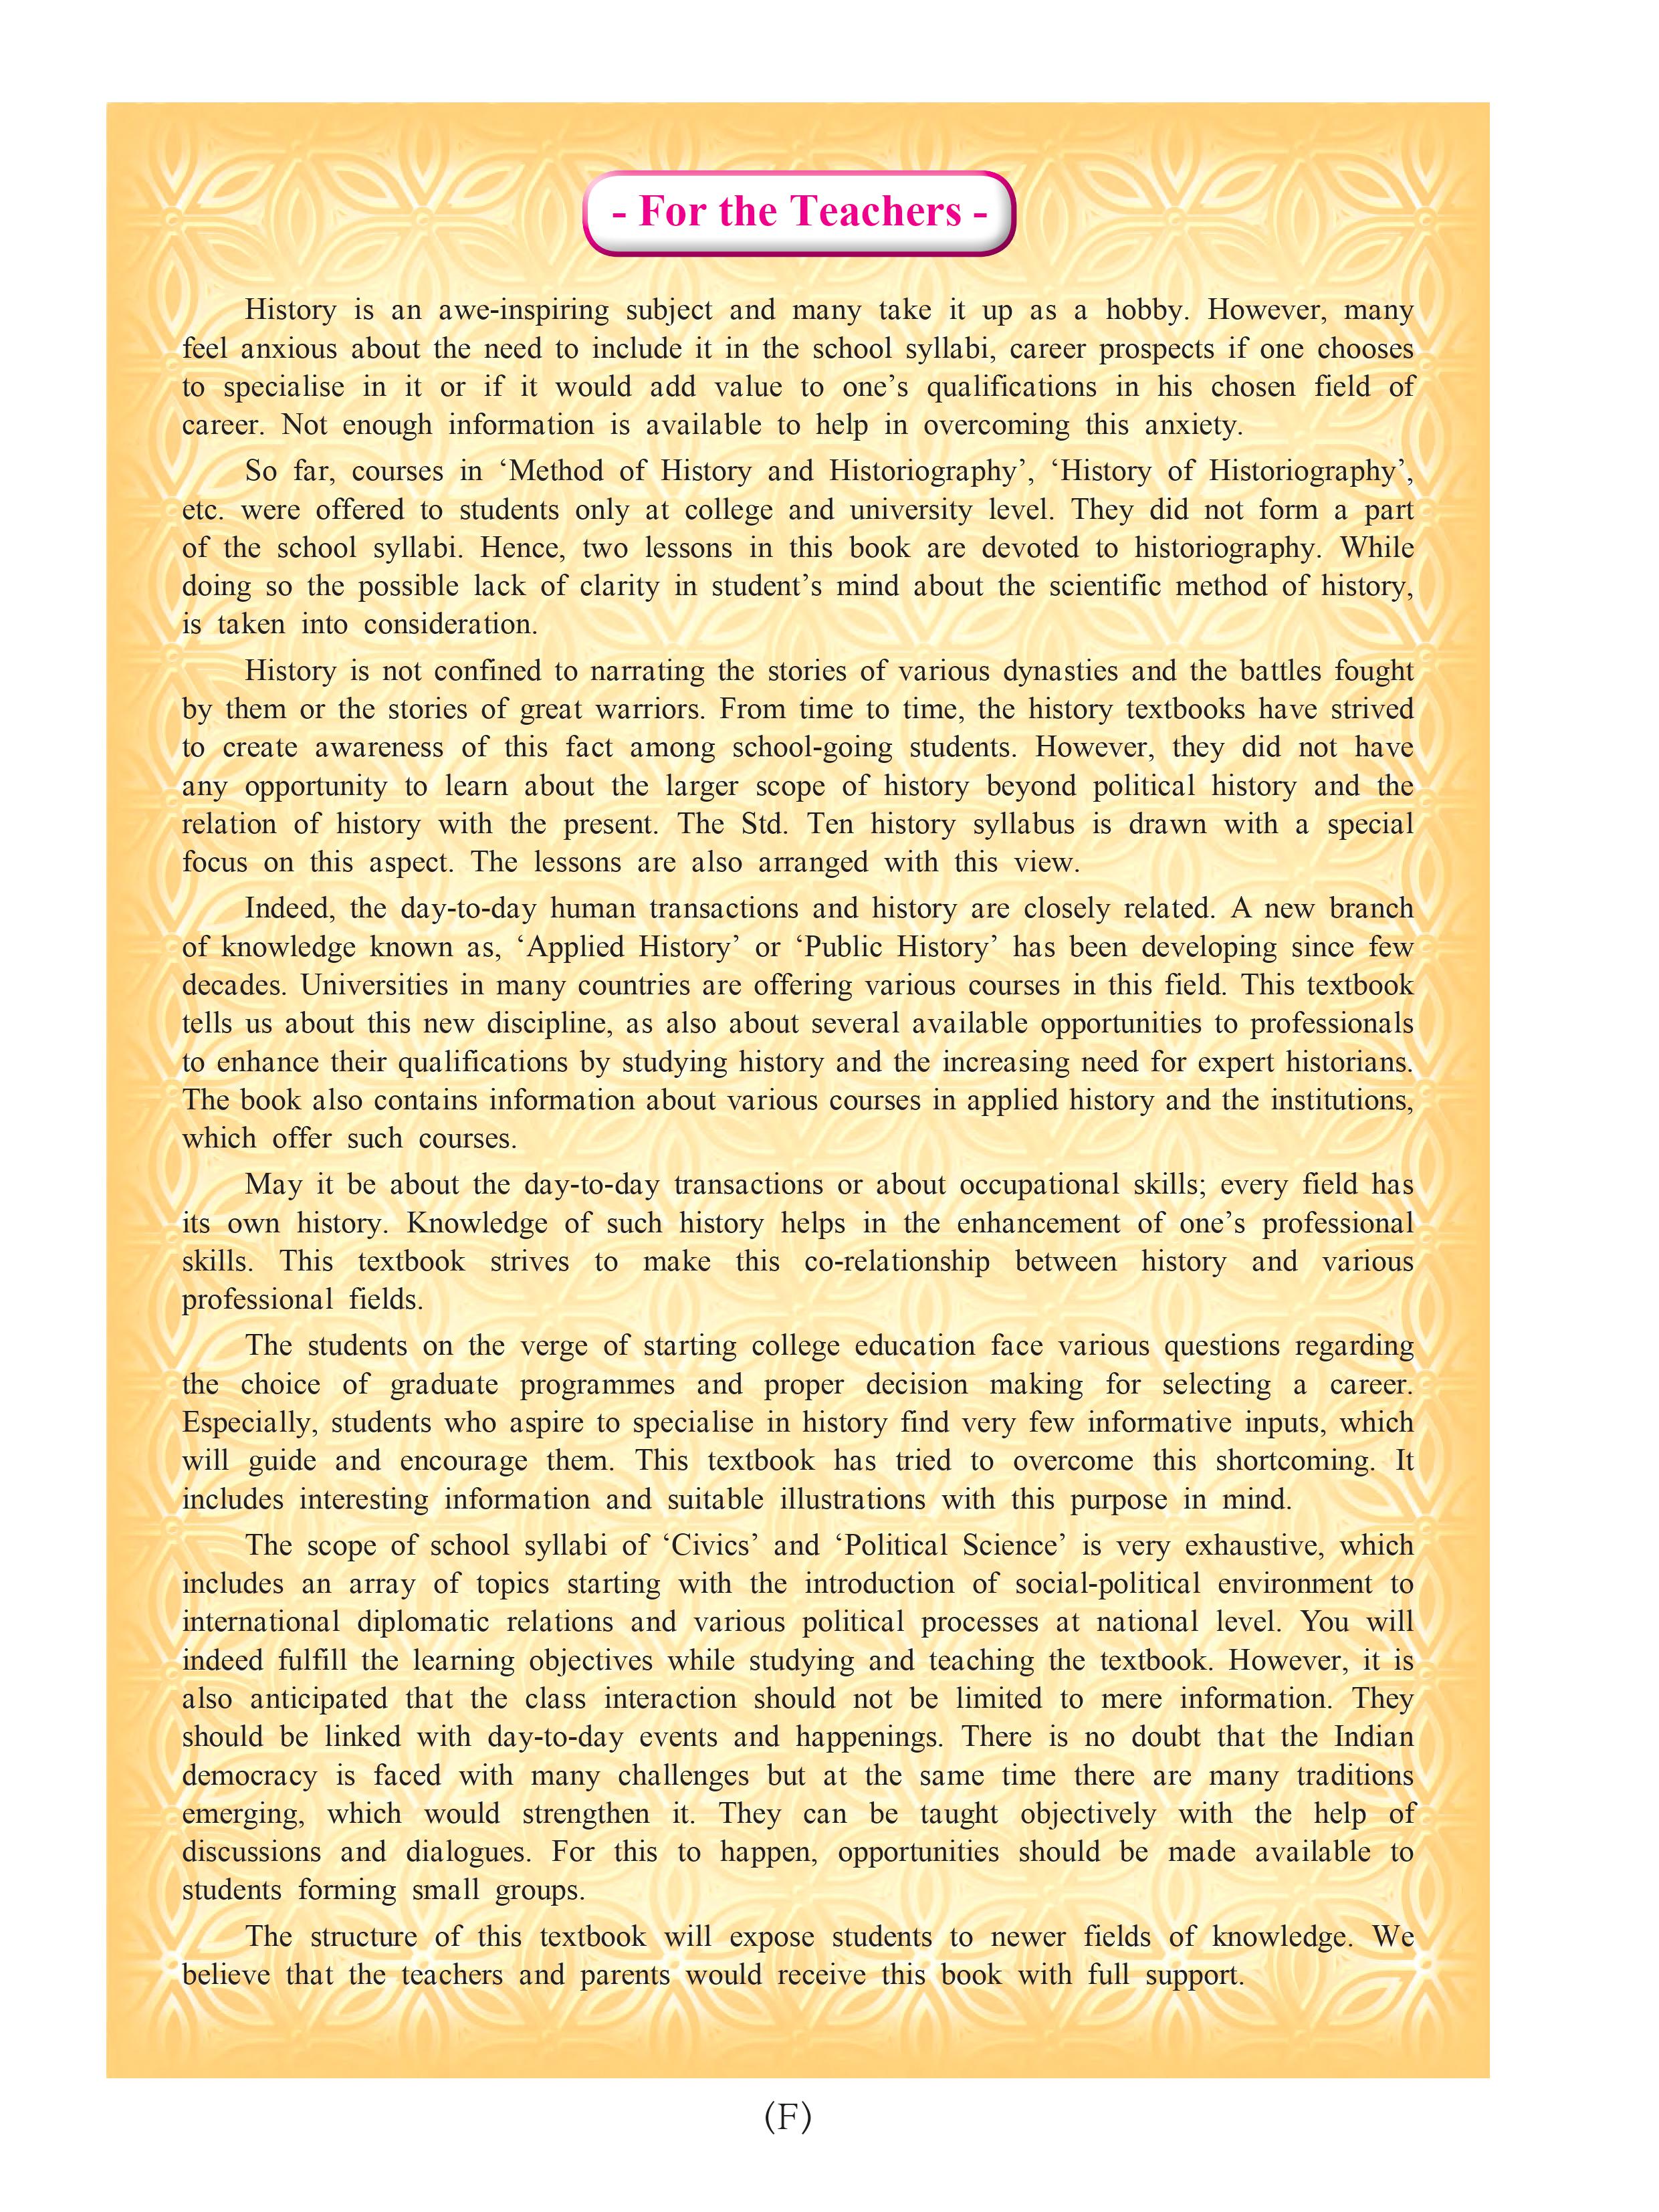 - For the Teachers -
History is an awe-inspiring subject and many take it up as a hobby. However, many
feel anxious about the need to include it in the school syllabi, career prospects if one chooses
to specialise in it or if it would add value to one’s qualifications in his chosen field of
career. Not enough information is available to help in overcoming this anxiety.
So far, courses in ‘Method of History and Historiography’, ‘History of Historiography’,
etc. were offered to students only at college and university level. They did not form a part
of the school syllabi. Hence, two lessons in this book are devoted to historiography. While
doing so the possible lack of clarity in student’s mind about the scientific method of history,
is taken into consideration.
History is not confined to narrating the stories of various dynasties and the battles fought
by them or the stories of great warriors. From time to time, the history textbooks have strived
to create awareness of this fact among school-going students. However, they did not have
any opportunity to learn about the larger scope of history beyond political history and the
relation of history with the present. The Std. Ten history syllabus is drawn with a special
focus on this aspect. The lessons are also arranged with this view.
Indeed, the day-to-day human transactions and history are closely related. A new branch
of knowledge known as, ‘Applied History’ or ‘Public History’ has been developing since few
decades. Universities in many countries are offering various courses in this field. This textbook
tells us about this new discipline, as also about several available opportunities to professionals
to enhance their qualifications by studying history and the increasing need for expert historians.
The book also contains information about various courses in applied history and the institutions,
which offer such courses.
May it be about the day-to-day transactions or about occupational skills; every field has
its own history. Knowledge of such history helps in the enhancement of one’s professional
skills. This textbook strives to make this co-relationship between history and various
professional fields.
The students on the verge of starting college education face various questions regarding
the choice of graduate programmes and proper decision making for selecting a career.
Especially, students who aspire to specialise in history find very few informative inputs, which
will guide and encourage them. This textbook has tried to overcome this shortcoming. It
includes interesting information and suitable illustrations with this purpose in mind.
The scope of school syllabi of ‘Civics’ and ‘Political Science’ is very exhaustive, which
includes an array of topics starting with the introduction of social-political environment to
international diplomatic relations and various political processes at national level. You will
indeed fulfill the learning objectives while studying and teaching the textbook. However, it is
also anticipated that the class interaction should not be limited to mere information. They
should be linked with day-to-day events and happenings. There is no doubt that the Indian
democracy is faced with many challenges but at the same time there are many traditions
emerging, which would strengthen it. They can be taught objectively with the help of
discussions and dialogues. For this to happen, opportunities should be made available to
students forming small groups.
The structure of this textbook will expose students to newer fields of knowledge. We
believe that the teachers and parents would receive this book with full support.
(F)